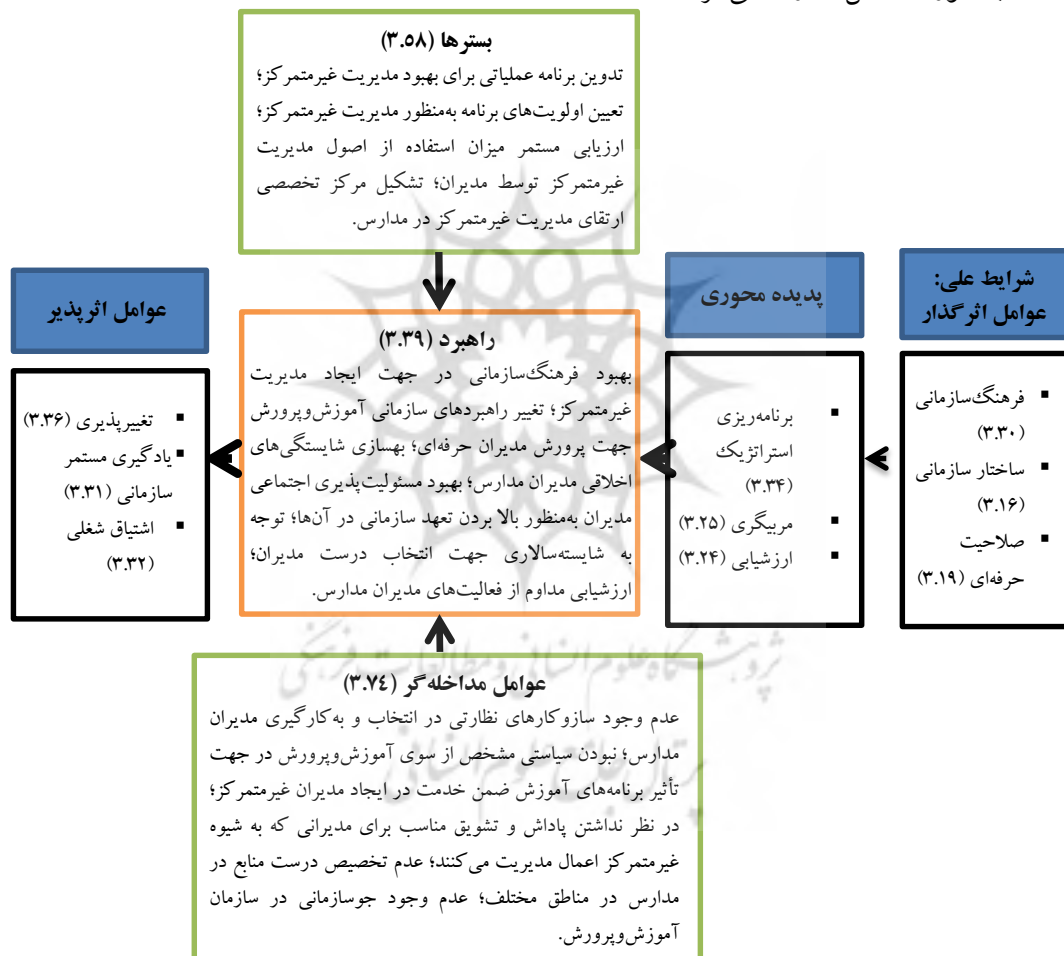 بسترها (۳.۵۸)
تدوین برنامه عملیاتی برای بهبود مدیریت غیرمتمرکز؛
تعیین اولویت‌های برنامه به‌منظور مدیریت غیرمتمرکز؛
ارزیابی مستمر میزان استفاده از اصول مدیریت
غیرمتمرکز توسط مدیران؛ تشکیل مرکز تخصصی
ارتقای مدیریت غیرمتمرکز در مدارس.
شرایط علی:
عوامل اثرگذار
فرهنگ‌سازمانی
(۳.۳۰)
ساختار سازمانی
(۳.۱۶)
صلاحیت
حرفه‌ای (۳.۱۹)
پدیده محوری
برنامه‌ریزی
استراتژیک
(۳.۳۴)
مربیگری (۳.۲۵)
ارزشیابی (۳.۲۴)
راهبرد (۳.۳۹)
بهبود فرهنگ‌سازمانی در جهت ایجاد مدیریت
غیرمتمرکز؛ تغییر راهبردهای سازمانی آموزش‌وپرورش
جهت پرورش مدیران حرفه‌ای؛ بهسازی شایستگی‌های
اخلاقی مدیران مدارس؛ بهبود مسئولیت‌پذیری اجتماعی
مدیران به‌منظور بالا بردن تعهد سازمانی در آن‌ها؛ توجه
به شایسته‌سالاری جهت انتخاب درست مدیران؛
ارزشیابی مداوم از فعالیت‌های مدیران مدارس.
عوامل اثرپذیر
تغییرپذیری (۳.۳۶)
یادگیری مستمر
سازمانی (۳.۳۱)
اشتیاق شغلی
(۳.۳۲)
پژوهشگاه علوم انسانی و مطالعات فرهنگی
پرتال جامع علوم انسانی
عوامل مداخله‌گر (۳.۷٤)
عدم وجود سازوکارهای نظارتی در انتخاب و به‌کارگیری مدیران
مدارس؛ نبودن سیاستی مشخص از سوی آموزش‌وپرورش در جهت
تأثیر برنامه‌های آموزش ضمن خدمت در ایجاد مدیران غیرمتمرکز؛
در نظر نداشتن پاداش و تشویق مناسب برای مدیرانی که به شیوه
غیرمتمرکز اعمال مدیریت می‌کنند؛ عدم تخصیص درست منابع در
مدارس در مناطق مختلف؛ عدم وجود جوسازمانی در سازمان
آموزش‌وپرورش.